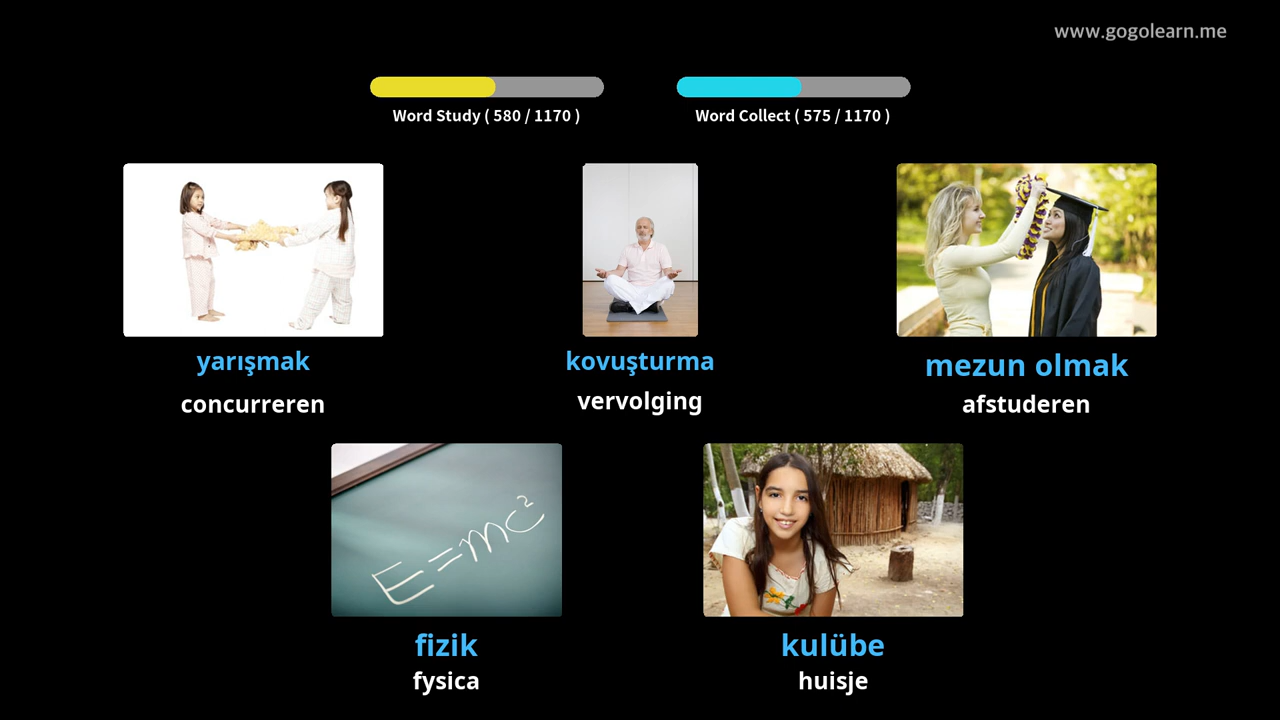 www.gogolearn.me
Word Study ( 580 / 1170 )
Word Collect ( 575 / 1170 )
yarışmak
concurreren
kovuşturma
vervolging
mezun olmak
afstuderen
E=mc²
fizik
fysica
kulübe
huisje